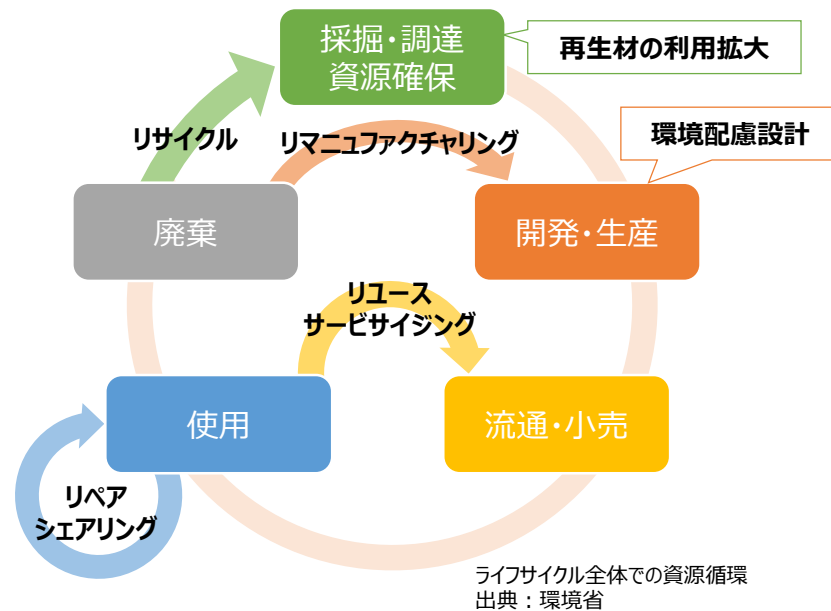 採掘・調達
資源確保
再生材の利用拡大
リサイクル
リマニュファクチャリング
環境配慮設計
廃棄
開発・生産
リユース
サービサイジング
使用
流通・小売
リペア
シェアリング
ライフサイクル全体での資源循環
出典：環境省